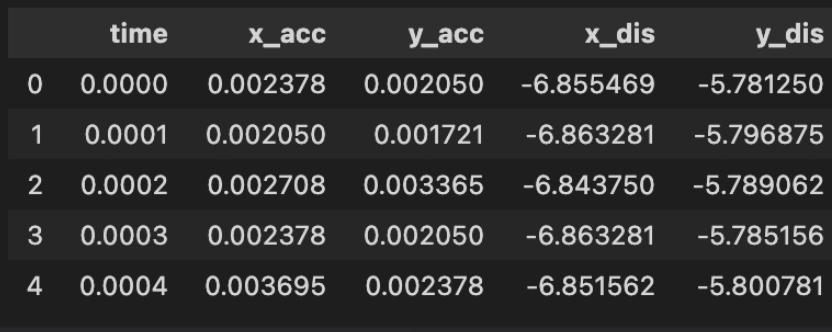 time x_acc y_acc x_dis y_dis
0 0.0000 0.002378 0.002050 -6.855469 -5.781250
1 0.0001 0.002050 0.001721 -6.863281 -5.796875
2 0.0002 0.002708 0.003365 -6.843750 -5.789062
3 0.0003 0.002378 0.002050 -6.863281 -5.785156
4 0.0004 0.003695 0.002378 -6.851562 -5.800781